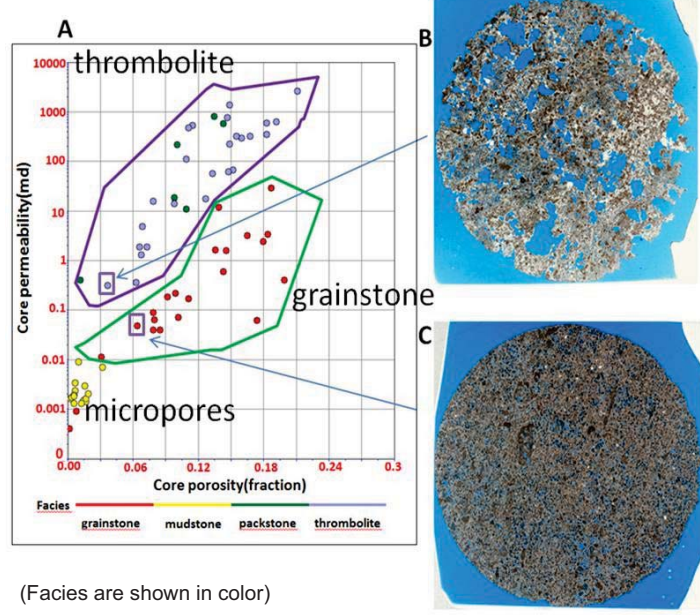 A
B
thrombolite
10000
1000
100
10
1
0.1
0.01
0.001
0
Core permeability(md)
grainstone
micropores
C
0.00 0.06 0.12 0.18 0.24 0.3
Core porosity(fraction)
Facies
grainstone mudstone packstone thrombolite
(Facies are shown in color)